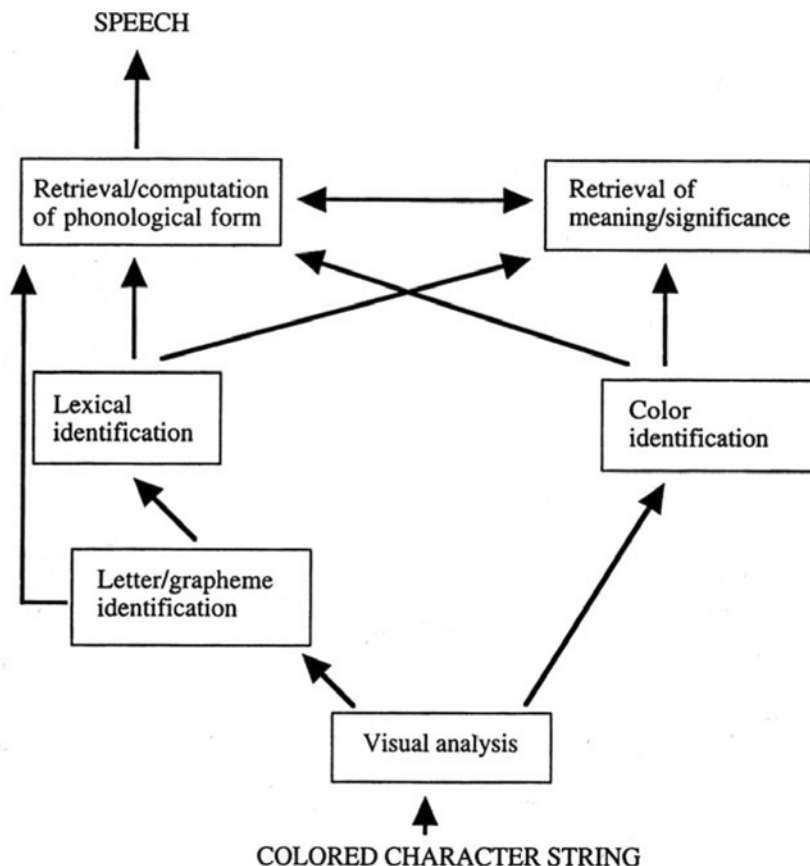 SPEECH
Retrieval/computation
of phonological form
Retrieval of
meaning/significance
Lexical
identification
Color
identification
Letter/grapheme
identification
Visual analysis
COLORED CHARACTER STRING